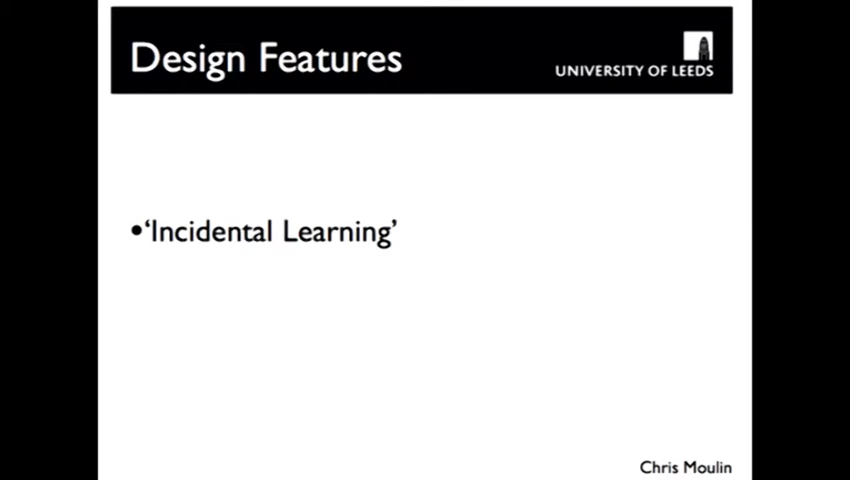 Design Features
UNIVERSITY OF LEEDS
•‘Incidental Learning’
Chris Moulin